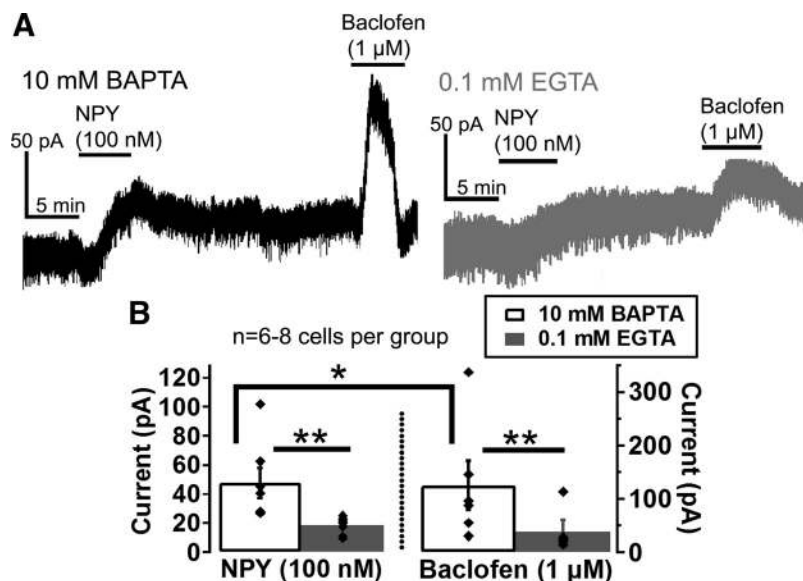 A
Baclofen
(1 µM)
10 mM BAPTA
NPY
(100 nM)
50 pA
5 min
0.1 mM EGTA
NPY
(100 nM)
Baclofen
(1 µM)
50 pA
5 min
B
n=6-8 cells per group
10 mM BAPTA
0.1 mM EGTA
Current (pA)
120
100
80
60
40
20
0
*
**
**
300
200
100
0
Current (pA)
NPY (100 nM)
Baclofen (1 µM)